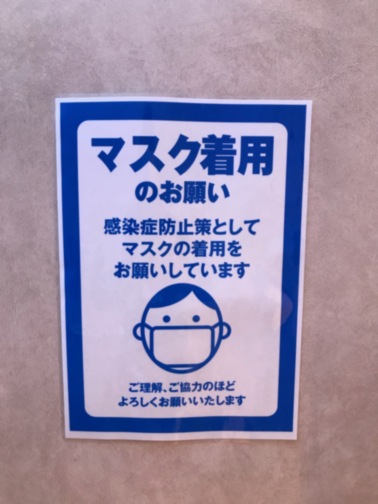 マスク着用
のお願い
感染症防止策として
マスクの着用を
お願いしています
ご理解、ご協力のほど
よろしくお願いいたします